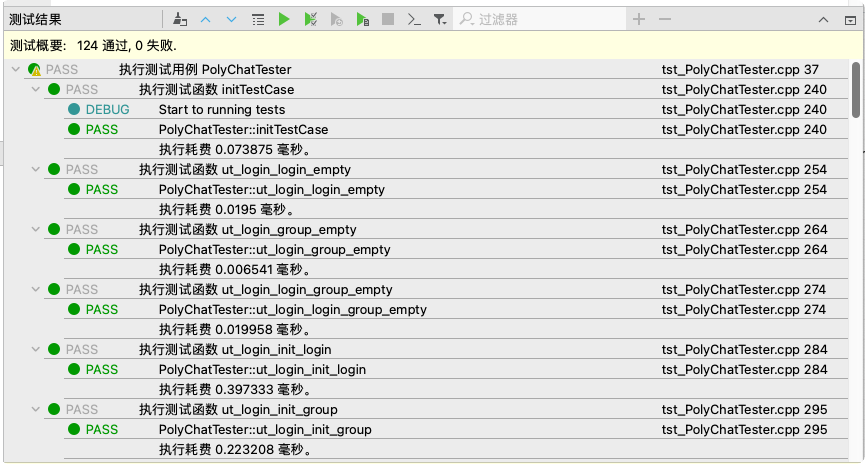 测试结果 过滤器
测试概要: 124 通过, 0 失败.
PASS 执行测试用例 PolyChatTester tst_PolyChatTester.cpp 37
PASS 执行测试函数 initTestCase tst_PolyChatTester.cpp 240
DEBUG Start to running tests tst_PolyChatTester.cpp 240
PASS PolyChatTester::initTestCase tst_PolyChatTester.cpp 240
执行耗费 0.073875 毫秒。
PASS 执行测试函数 ut_login_login_empty tst_PolyChatTester.cpp 254
PASS PolyChatTester::ut_login_login_empty tst_PolyChatTester.cpp 254
执行耗费 0.0195 毫秒。
PASS 执行测试函数 ut_login_group_empty tst_PolyChatTester.cpp 264
PASS PolyChatTester::ut_login_group_empty tst_PolyChatTester.cpp 264
执行耗费 0.006541 毫秒。
PASS 执行测试函数 ut_login_login_group_empty tst_PolyChatTester.cpp 274
PASS PolyChatTester::ut_login_login_group_empty tst_PolyChatTester.cpp 274
执行耗费 0.019958 毫秒。
PASS 执行测试函数 ut_login_init_login tst_PolyChatTester.cpp 284
PASS PolyChatTester::ut_login_init_login tst_PolyChatTester.cpp 284
执行耗费 0.397333 毫秒。
PASS 执行测试函数 ut_login_init_group tst_PolyChatTester.cpp 295
PASS PolyChatTester::ut_login_init_group tst_PolyChatTester.cpp 295
执行耗费 0.223208 毫秒。